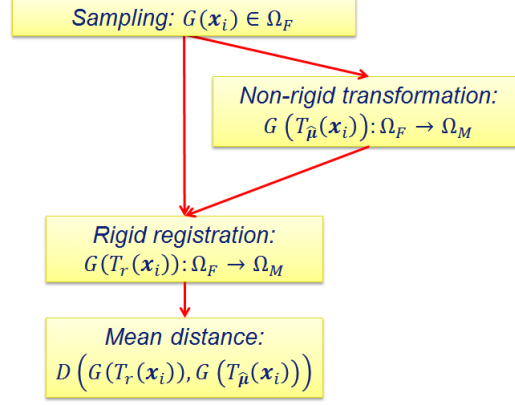 Sampling: G(𝒙ᵢ) ∈ Ω_F
Non-rigid transformation:
G (T_𝝁̂(𝒙ᵢ)): Ω_F → Ω_M
Rigid registration:
G(T_r(𝒙ᵢ)): Ω_F → Ω_M
Mean distance:
D (G(T_r(𝒙ᵢ)), G (T_𝝁̂(𝒙ᵢ)))